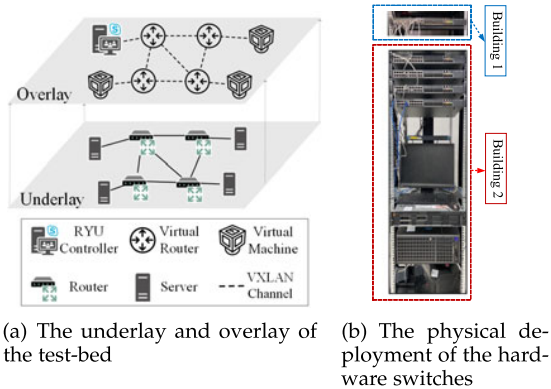 Overlay
Underlay
RYU
Controller
Virtual
Router
Virtual
Machine
Router
Server
VXLAN
Channel
Building 1
Building 2
(a) The underlay and overlay of
the test-bed
(b) The physical de-
ployment of the hard-
ware switches